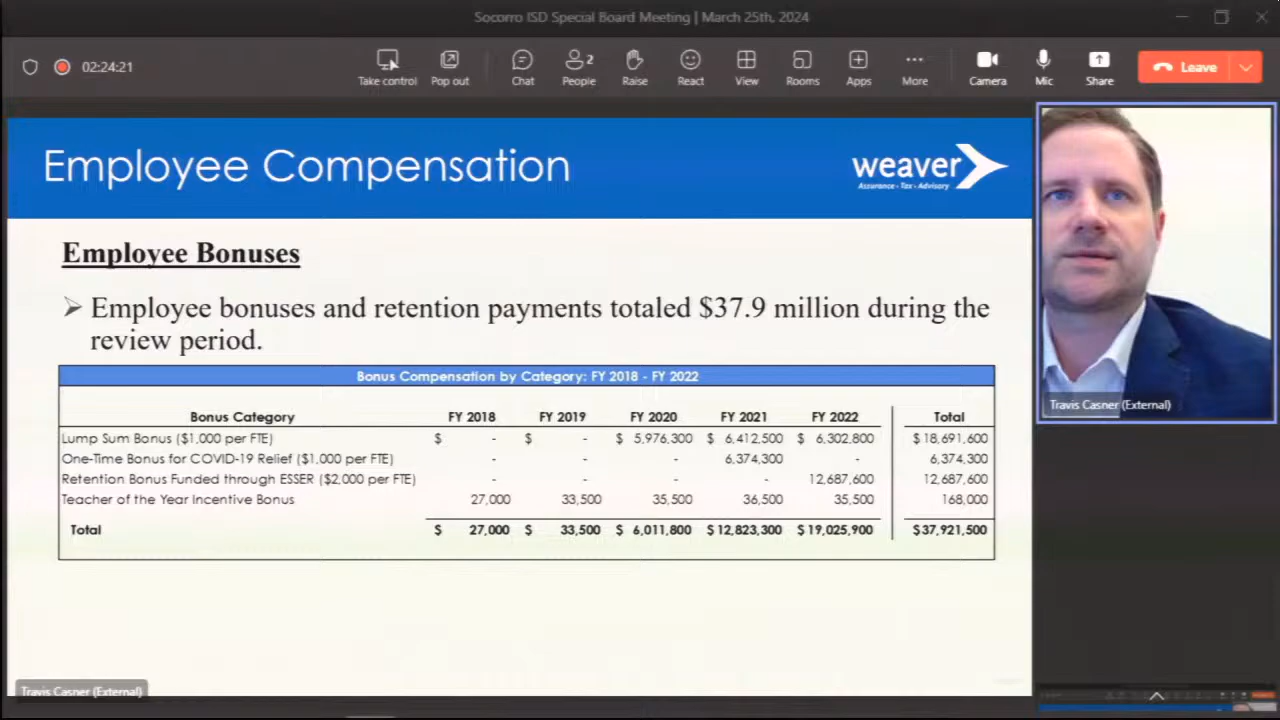 Socorro ISD Special Board Meeting | March 25th, 2024
02:24:21
Take control Pop out Chat People 2 Raise React View Rooms Apps More Camera Mic Share Leave
Employee Compensation
weaver
Assurance • Tax • Advisory
Employee Bonuses
➢ Employee bonuses and retention payments totaled $37.9 million during the
review period.
Bonus Compensation by Category: FY 2018 - FY 2022
Bonus Category FY 2018 FY 2019 FY 2020 FY 2021 FY 2022 Total
Lump Sum Bonus ($1,000 per FTE) $ - $ - $ 5,976,300 $ 6,412,500 $ 6,302,800 $18,691,600
One-Time Bonus for COVID-19 Relief ($1,000 per FTE) - - - 6,374,300 - 6,374,300
Retention Bonus Funded through ESSER ($2,000 per FTE) - - - - 12,687,600 12,687,600
Teacher of the Year Incentive Bonus 27,000 33,500 35,500 36,500 35,500 168,000
Total $ 27,000 $ 33,500 $ 6,011,800 $12,823,300 $19,025,900 $37,921,500
Travis Casner (External)
Travis Casner (External)